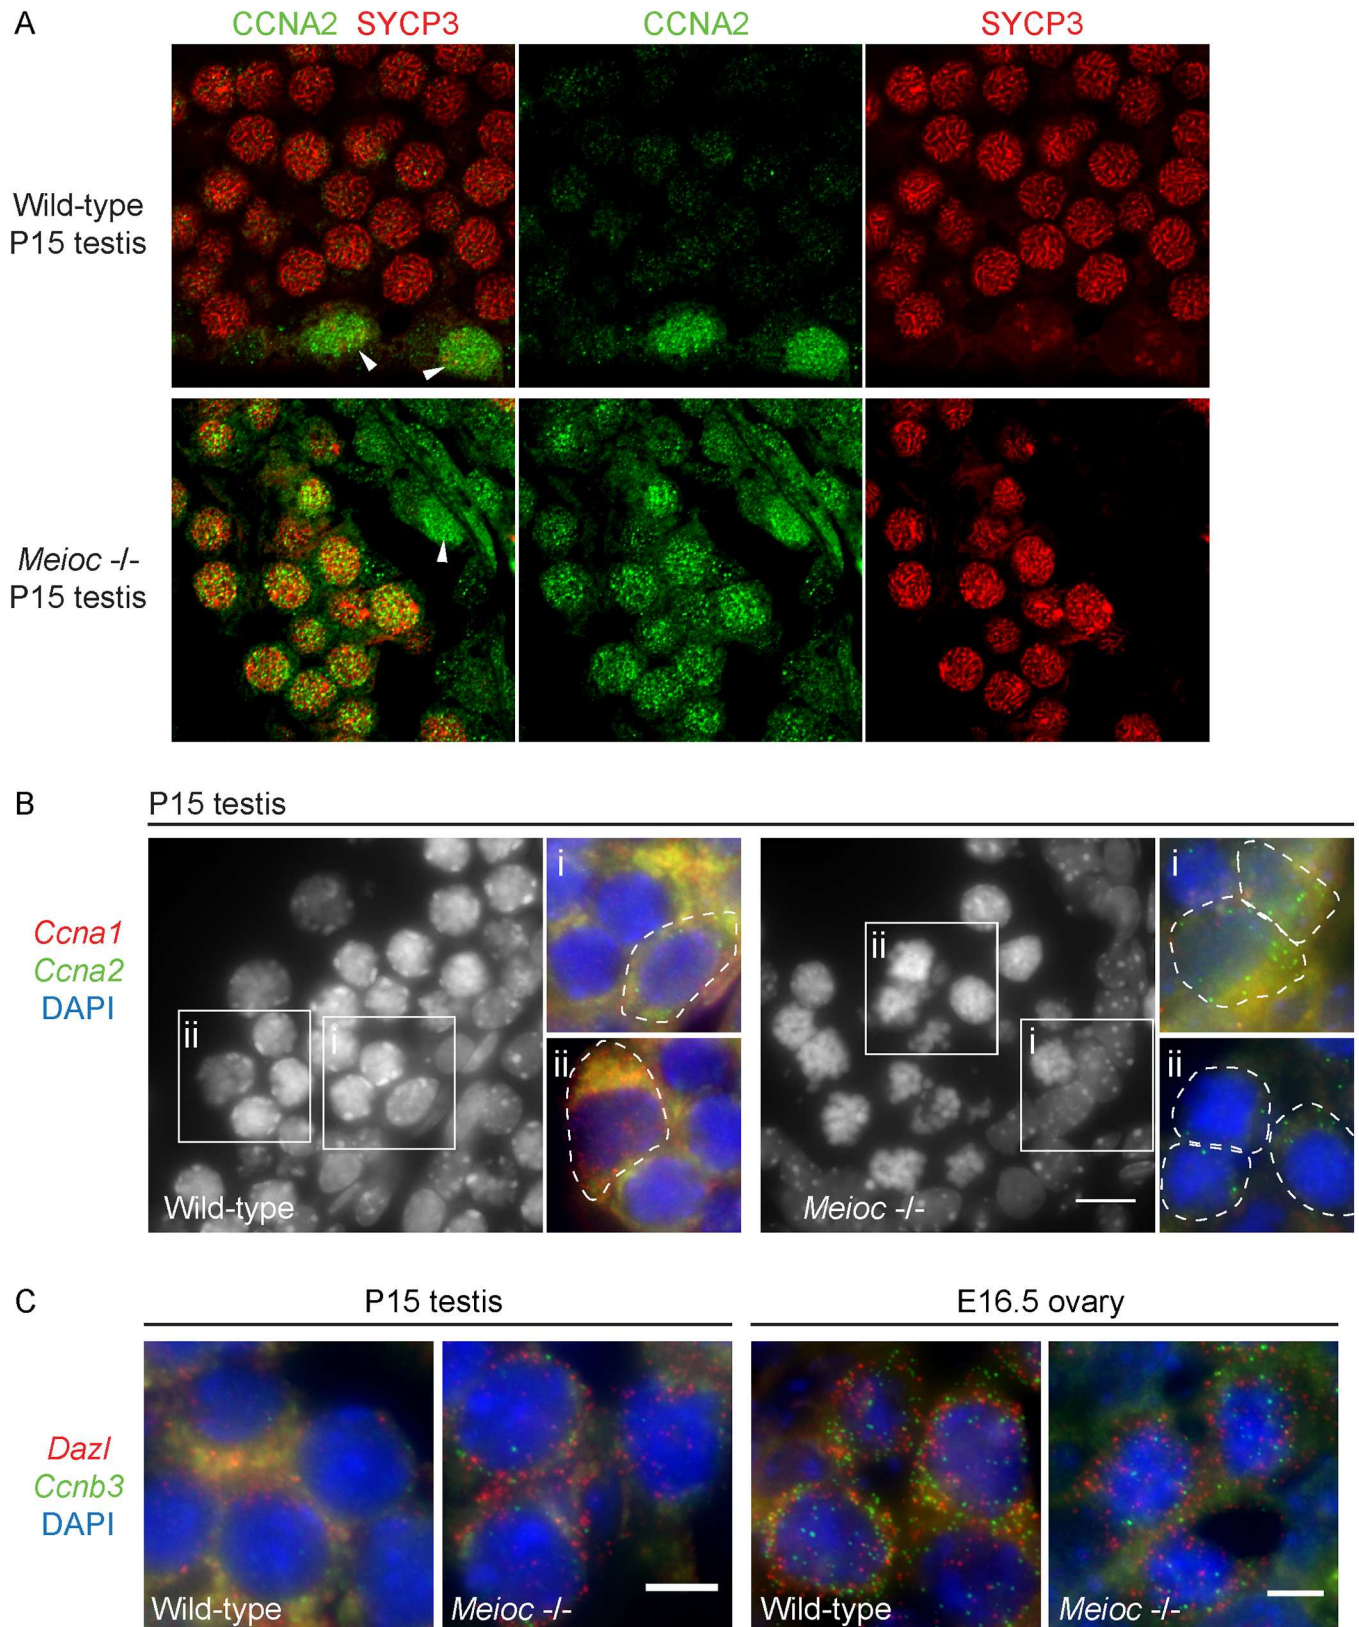 A
CCNA2 SYCP3
CCNA2
SYCP3
Wild-type
P15 testis
Meioc -/-
P15 testis
B
P15 testis
Ccna1
Ccna2
DAPI
ii
i
Wild-type
i
ii
ii
i
Meioc -/-
i
ii
C
P15 testis
E16.5 ovary
Dazl
Ccnb3
DAPI
Wild-type
Meioc -/-
Wild-type
Meioc -/-